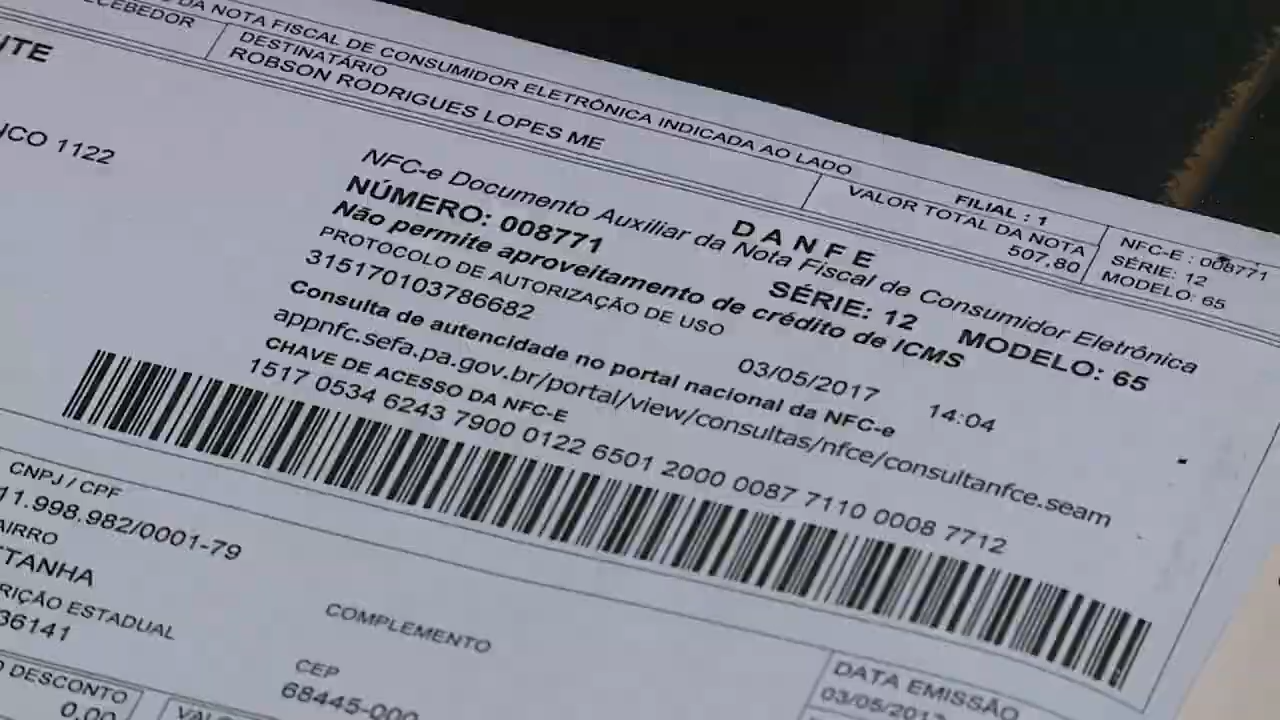 DA NOTA FISCAL DE CONSUMIDOR ELETRÔNICA INDICADA AO LADO
DESTINATÁRIO
ROBSON RODRIGUES LOPES ME
FILIAL : 1
VALOR TOTAL DA NOTA
507,80
NFC-E : 008771
SÉRIE: 12
MODELO: 65
1122
DANFE
NFC-e Documento Auxiliar da Nota Fiscal de Consumidor Eletrônica
NÚMERO: 008771 SÉRIE: 12 MODELO: 65
Não permite aproveitamento de crédito de ICMS
PROTOCOLO DE AUTORIZAÇÃO DE USO
315170103786682 03/05/2017 14:04
Consulta de autencidade no portal nacional da NFC-e
appnfc.sefa.pa.gov.br/portal/view/consultas/nfce/consultanfce.seam
CHAVE DE ACESSO DA NFC-E
1517 0534 6243 7900 0122 6501 2000 0087 7110 0008 7712
CNPJ / CPF
11.998.982/0001-79
AIRRO
TANHA
RIÇÃO ESTADUAL
36141
COMPLEMENTO
CEP
68445-000
DATA EMISSÃO
03/05/2017
DESCONTO
0,00